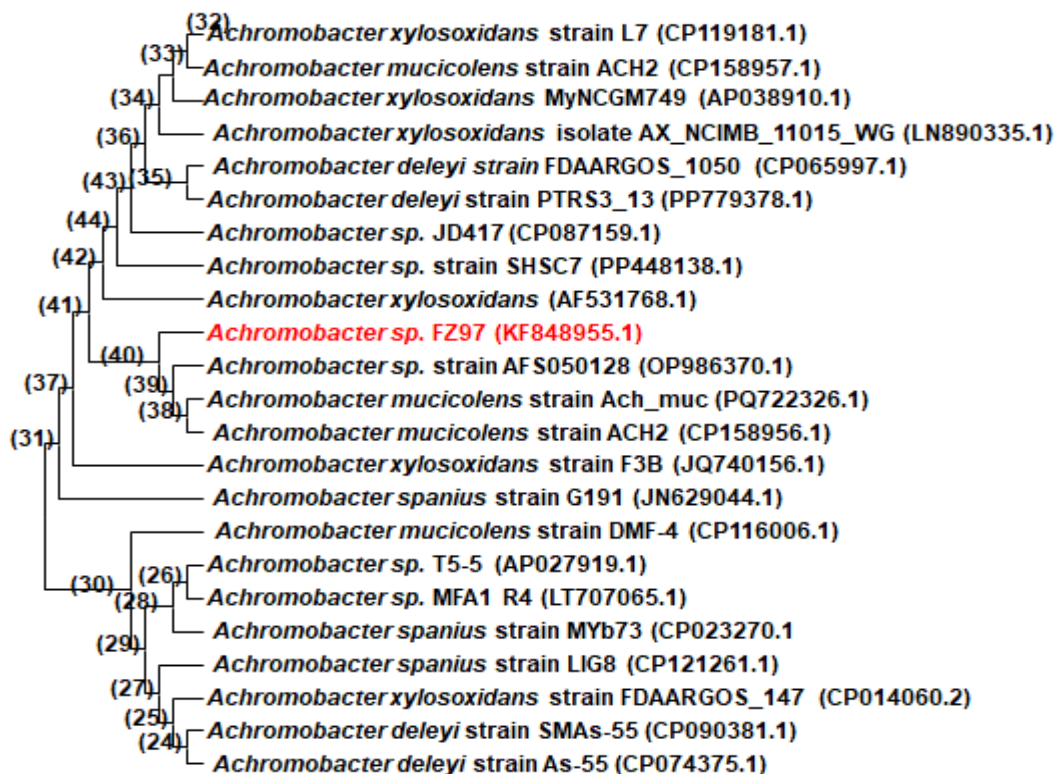 (32)
Achromobacter xylosoxidans strain L7 (CP119181.1)
(33)
Achromobacter mucicolens strain ACH2 (CP158957.1)
(34)
Achromobacter xylosoxidans MyNCGM749 (AP038910.1)
(36)
Achromobacter xylosoxidans isolate AX_NCIMB_11015_WG (LN890335.1)
Achromobacter deleyi strain FDAARGOS_1050 (CP065997.1)
(43)
(35)
Achromobacter deleyi strain PTRS3_13 (PP779378.1)
(44)
Achromobacter sp. JD417 (CP087159.1)
(42)
Achromobacter sp. strain SHSC7 (PP448138.1)
(41)
Achromobacter xylosoxidans (AF531768.1)
Achromobacter sp. FZ97 (KF848955.1)
(40)
Achromobacter sp. strain AFS050128 (OP986370.1)
(37)
(39)
Achromobacter mucicolens strain Ach_muc (PQ722326.1)
(38)
(31)
Achromobacter mucicolens strain ACH2 (CP158956.1)
Achromobacter xylosoxidans strain F3B (JQ740156.1)
Achromobacter spanius strain G191 (JN629044.1)
Achromobacter mucicolens strain DMF-4 (CP116006.1)
Achromobacter sp. T5-5 (AP027919.1)
(26)
(30)
Achromobacter sp. MFA1 R4 (LT707065.1)
(28)
Achromobacter spanius strain MYb73 (CP023270.1
(29)
Achromobacter spanius strain LIG8 (CP121261.1)
(27)
Achromobacter xylosoxidans strain FDAARGOS_147 (CP014060.2)
(25)
Achromobacter deleyi strain SMAs-55 (CP090381.1)
(24)
Achromobacter deleyi strain As-55 (CP074375.1)